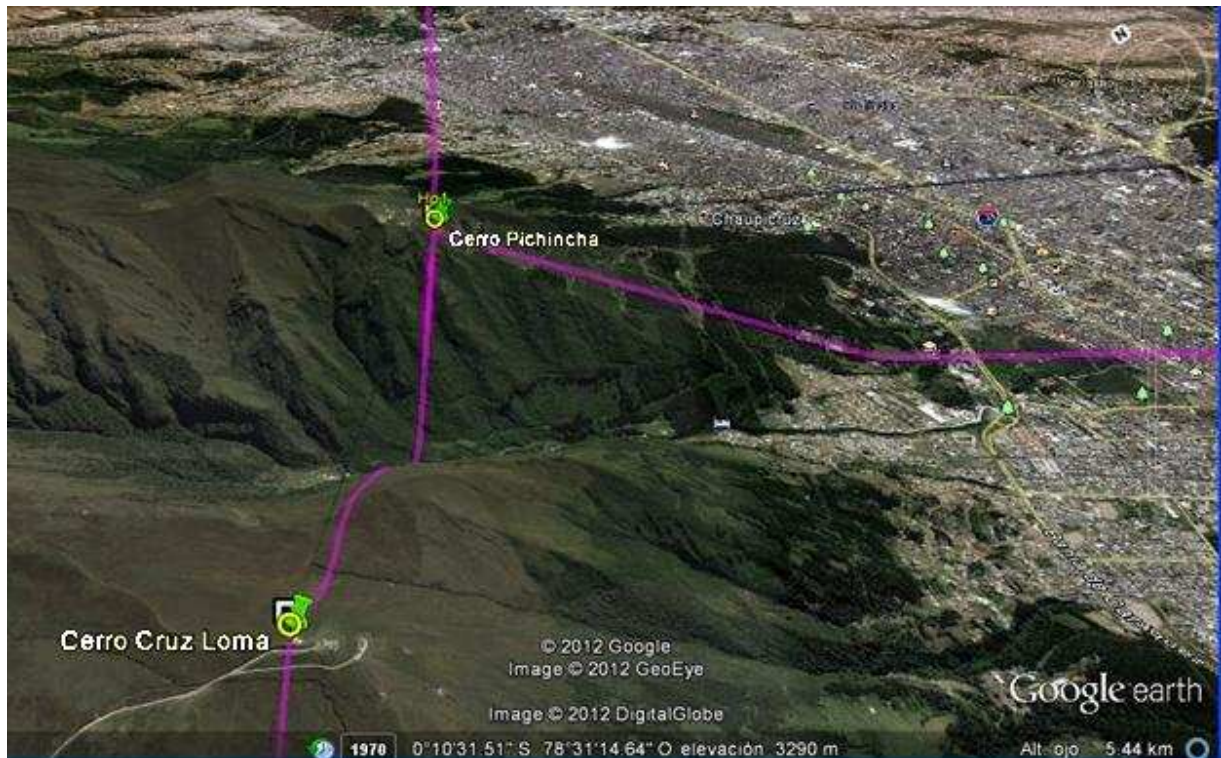 N
Chaupicruz
Cerro Pichincha
Cerro Cruz Loma
© 2012 Google
Image © 2012 GeoEye
Image © 2012 DigitalGlobe
Google earth
1970 0°10'31.51" S 78°31'14.64" O elevación 3290 m Alt. ojo 5.44 km